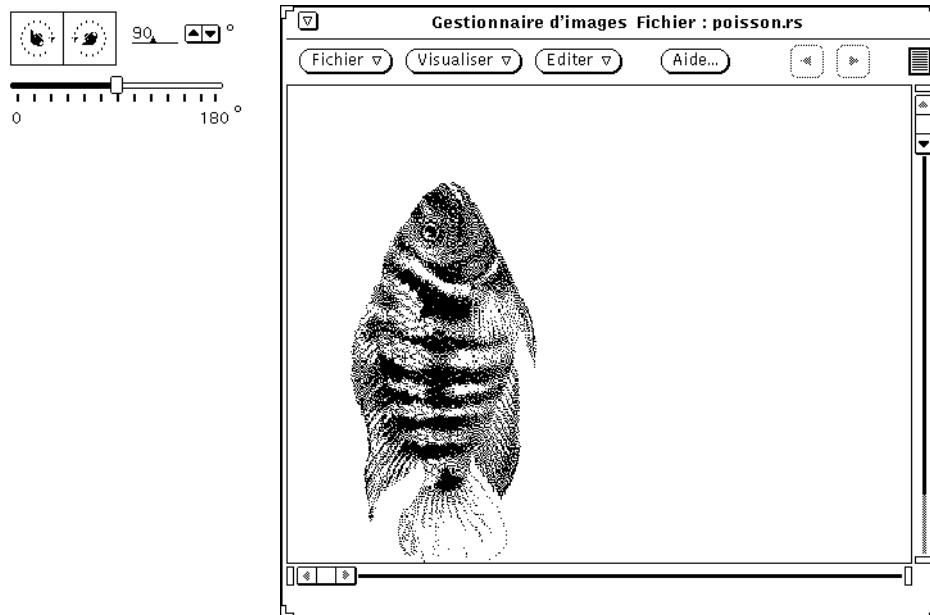 90 °
0 180 °
Gestionnaire d'images Fichier : poisson.rs
Fichier Visualiser Editer Aide...